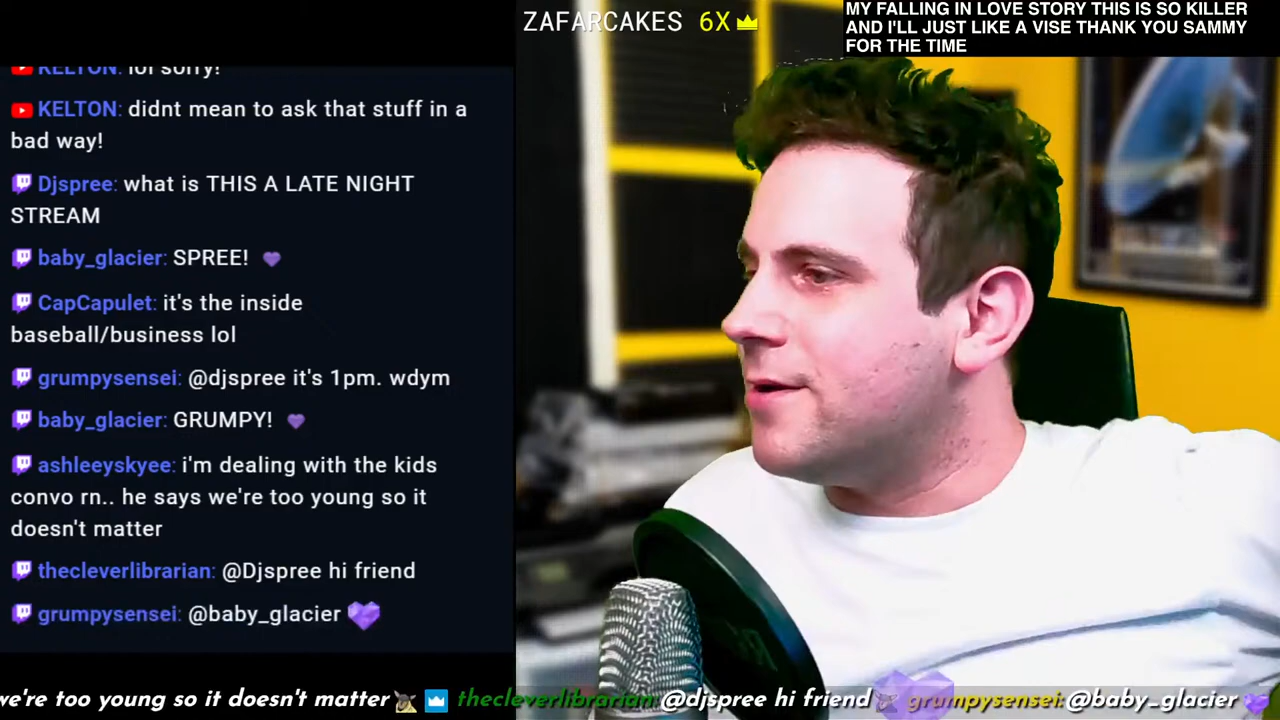 ZAFARCAKES 6X
MY FALLING IN LOVE STORY THIS IS SO KILLER
AND I'LL JUST LIKE A VISE THANK YOU SAMMY
FOR THE TIME
KELTON: lol sorry!
KELTON: didnt mean to ask that stuff in a
bad way!
Djspree: what is THIS A LATE NIGHT
STREAM
baby_glacier: SPREE!
CapCapulet: it's the inside
baseball/business lol
grumpysensei: @djspree it's 1pm. wdym
baby_glacier: GRUMPY!
ashleeyskyee: i'm dealing with the kids
convo rn.. he says we're too young so it
doesn't matter
thecleverlibrarian: @Djspree hi friend
grumpysensei: @baby_glacier
we're too young so it doesn't matter thecleverlibrarian: @djspree hi friend grumpysensei: @baby_glacier